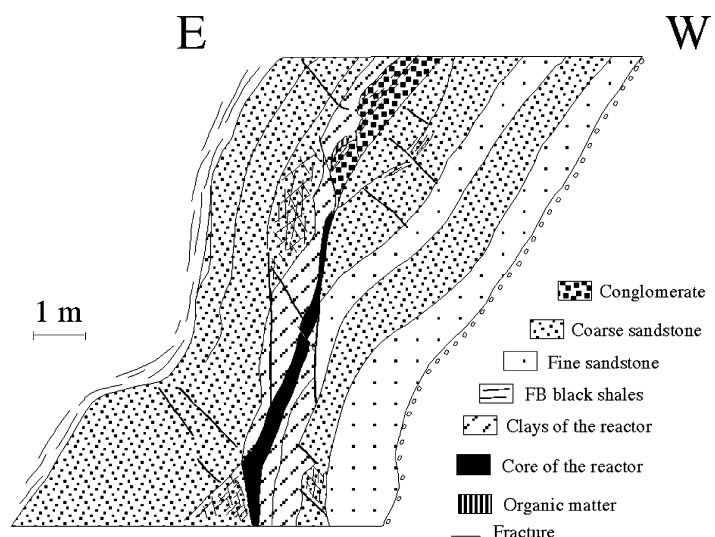 E W
1 m
Conglomerate
Coarse sandstone
Fine sandstone
FB black shales
Clays of the reactor
Core of the reactor
Organic matter
Fracture